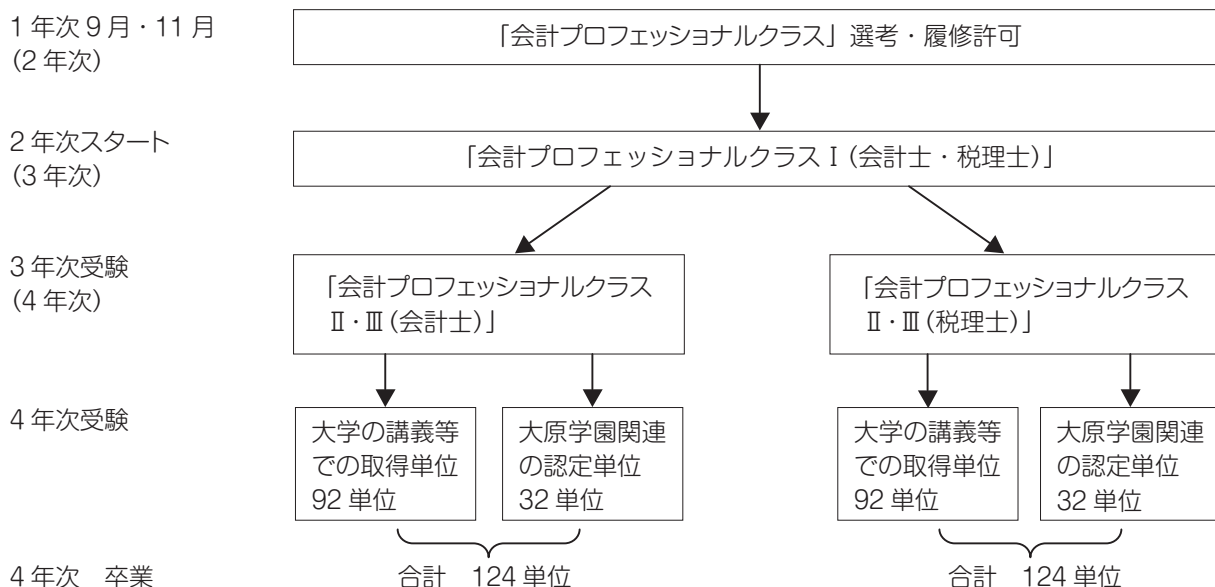 1年次9月・11月
(2年次)
「会計プロフェッショナルクラス」選考・履修許可
2年次スタート
(3年次)
「会計プロフェッショナルクラスⅠ(会計士・税理士)」
3年次受験
(4年次)
「会計プロフェッショナルクラス
Ⅱ・Ⅲ(会計士)」
「会計プロフェッショナルクラス
Ⅱ・Ⅲ(税理士)」
4年次受験
大学の講義等
での取得単位
92単位
大原学園関連
の認定単位
32単位
大学の講義等
での取得単位
92単位
大原学園関連
の認定単位
32単位
4年次 卒業
合計 124単位
合計 124単位